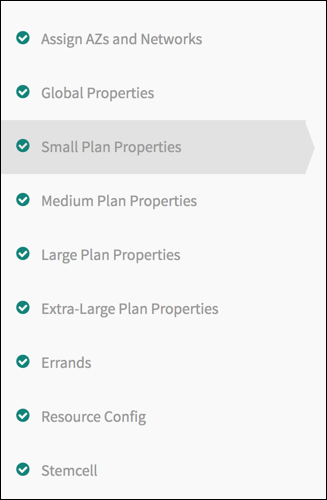 Assign AZs and Networks
Global Properties
Small Plan Properties
Medium Plan Properties
Large Plan Properties
Extra-Large Plan Properties
Errands
Resource Config
Stemcell